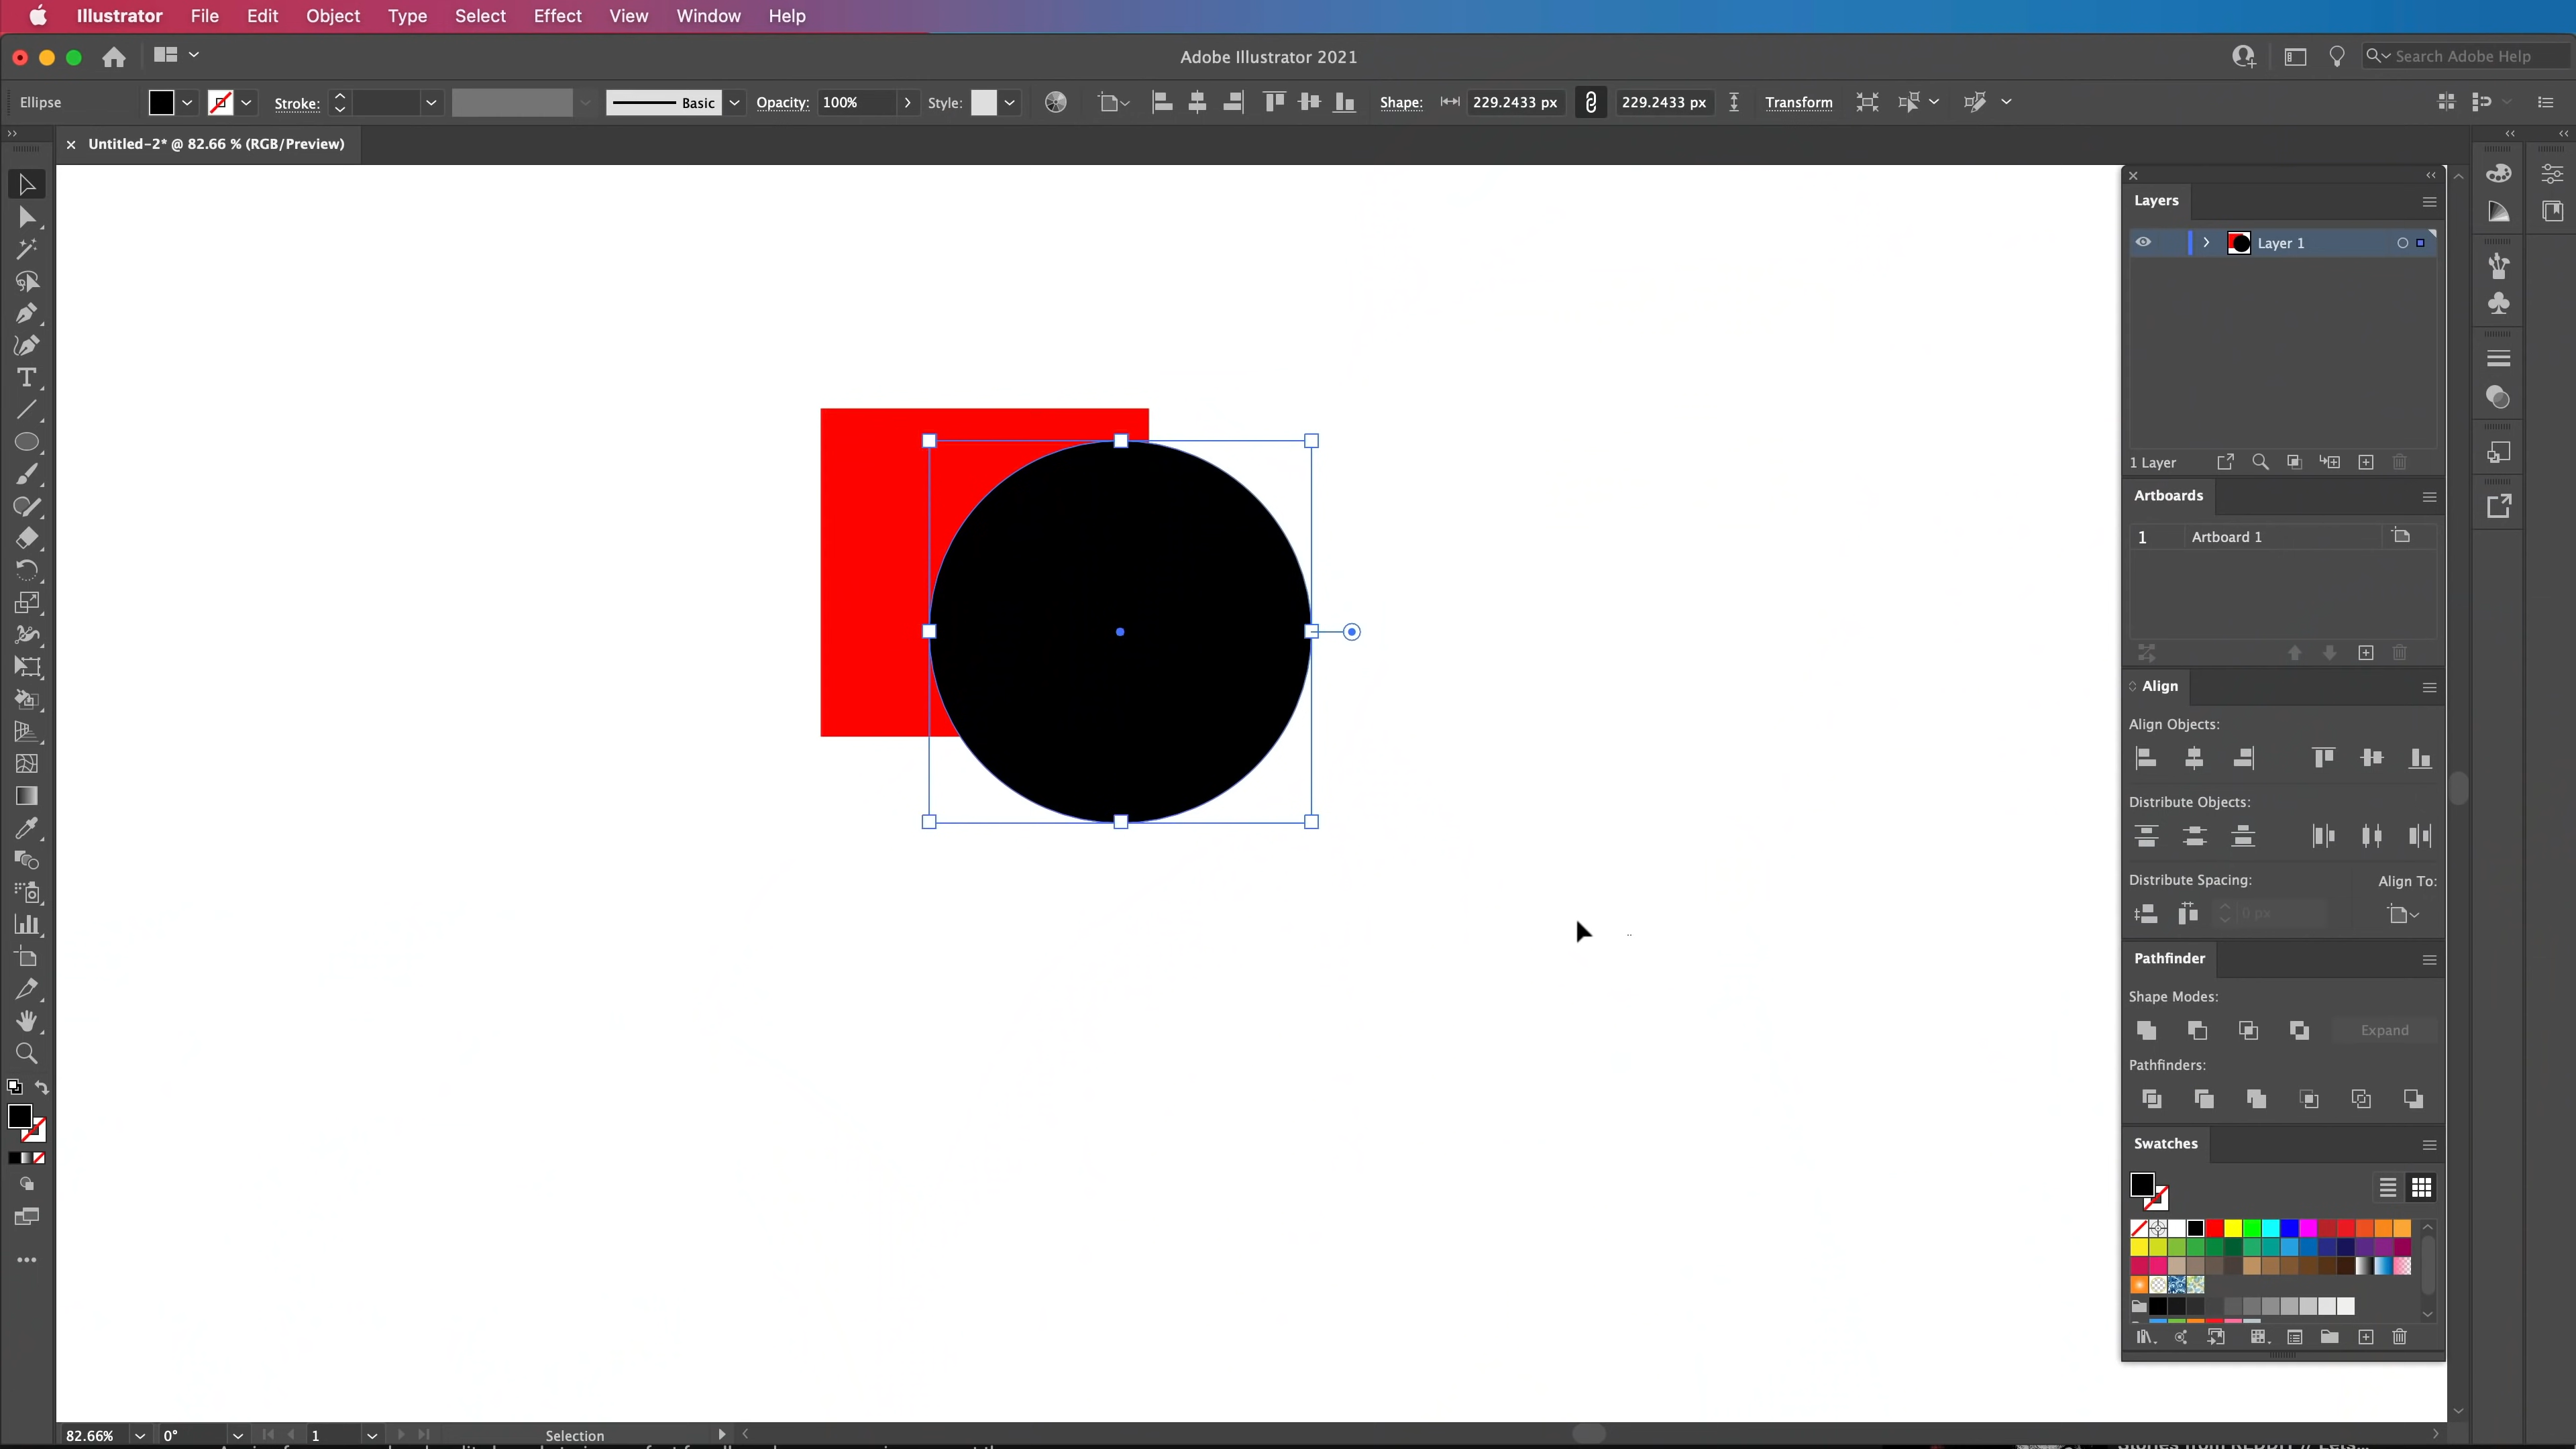 Illustrator File Edit Object Type Select Effect View Window Help
Adobe Illustrator 2021
Search Adobe Help
Ellipse Stroke: Basic Opacity: 100% Style: Shape: 229.2433 px 229.2433 px Transform
Untitled-2* @ 82.66 % (RGB/Preview)
Layers
Layer 1
1 Layer
Artboards
1 Artboard 1
Align
Align Objects:
Distribute Objects:
Distribute Spacing: Align To:
0 px
Pathfinder
Shape Modes:
Expand
Pathfinders:
Swatches
82.66% 0° 1 Selection